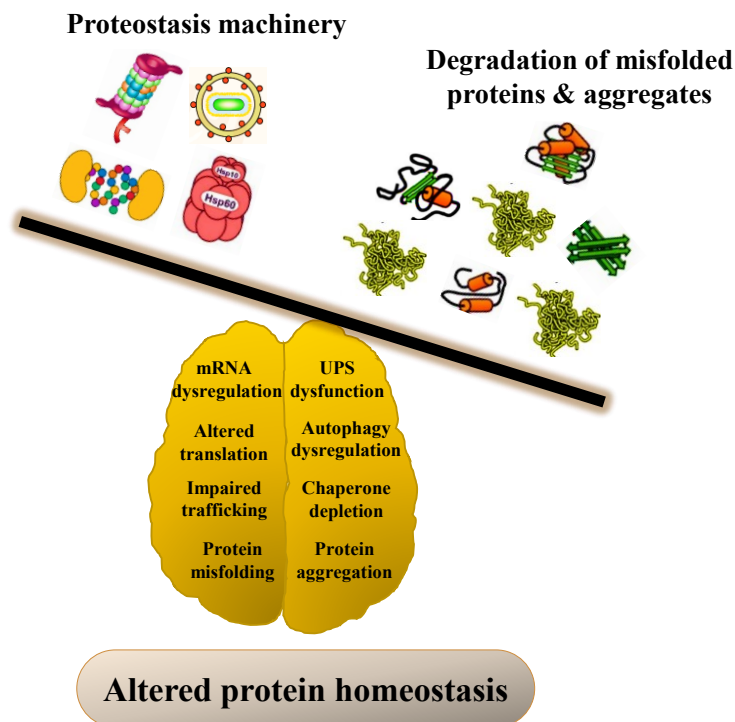 Proteostasis machinery
Degradation of misfolded
proteins & aggregates
Hsp10
Hsp60
mRNA
dysregulation
UPS
dysfunction
Altered
translation
Autophagy
dysregulation
Impaired
trafficking
Chaperone
depletion
Protein
misfolding
Protein
aggregation
Altered protein homeostasis